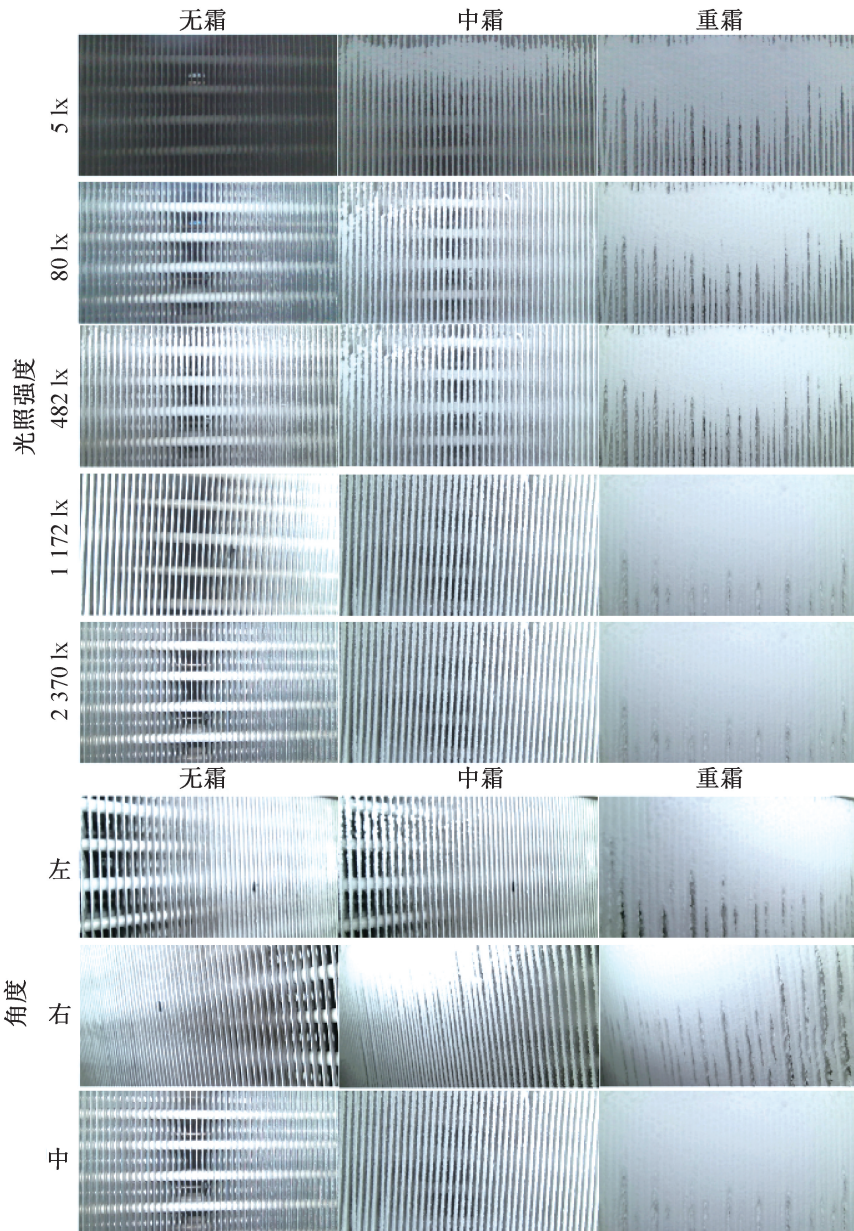 无霜 中霜 重霜
5 lx
80 lx
光照强度
482 lx
1 172 lx
2 370 lx
无霜 中霜 重霜
左
角度
右
中